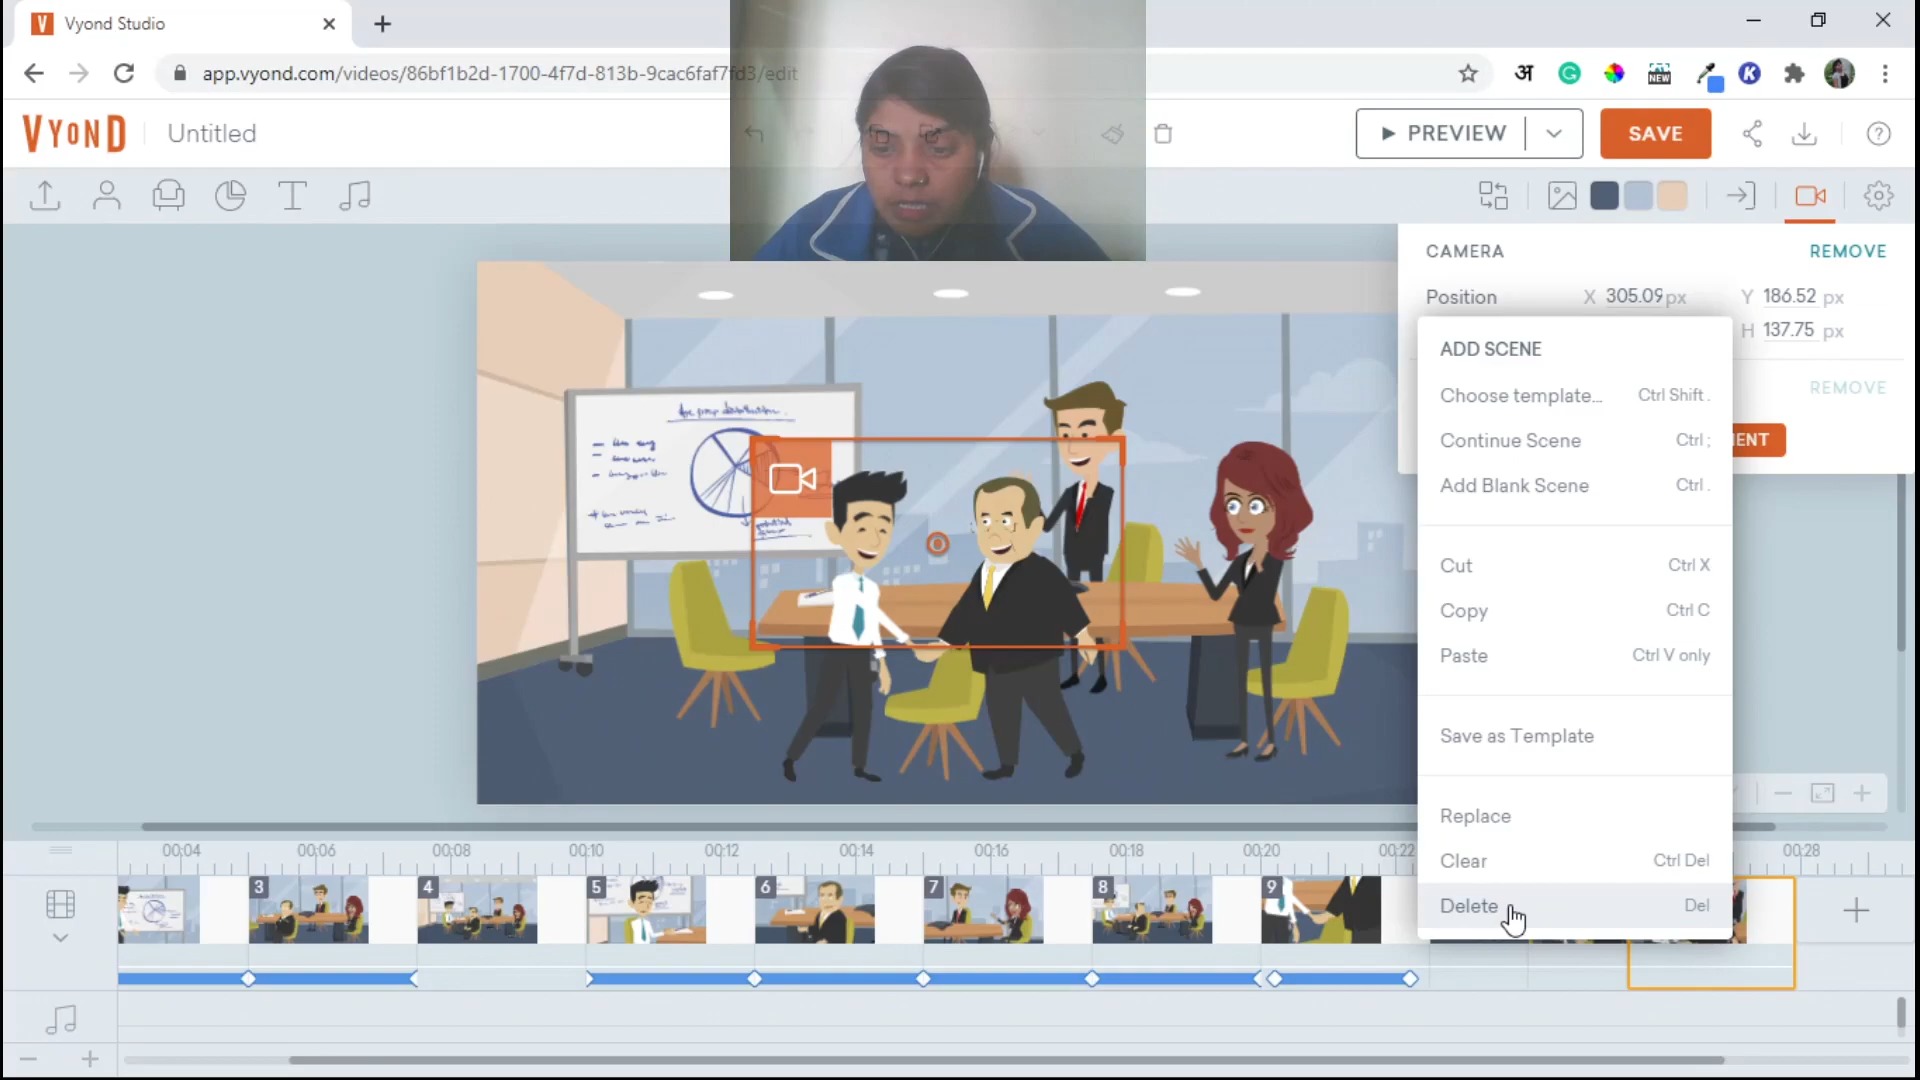 Vyond Studio
app.vyond.com/videos/86bf1b2d-1700-4f7d-813b-9cac6faf7fd3/edit
अ
G
NEW
K
VYOND
Untitled
PREVIEW
SAVE
CAMERA
REMOVE
Position
X 305.09 px
Y 186.52 px
H 137.75 px
REMOVE
ENT
ADD SCENE
Choose template... Ctrl Shift .
Continue Scene Ctrl ;
Add Blank Scene Ctrl .
Cut Ctrl X
Copy Ctrl C
Paste Ctrl V only
Save as Template
Replace
Clear Ctrl Del
Delete Del
00:04 00:06 00:08 00:10 00:12 00:14 00:16 00:18 00:20 00:22 00:28
3 4 5 6 7 8 9